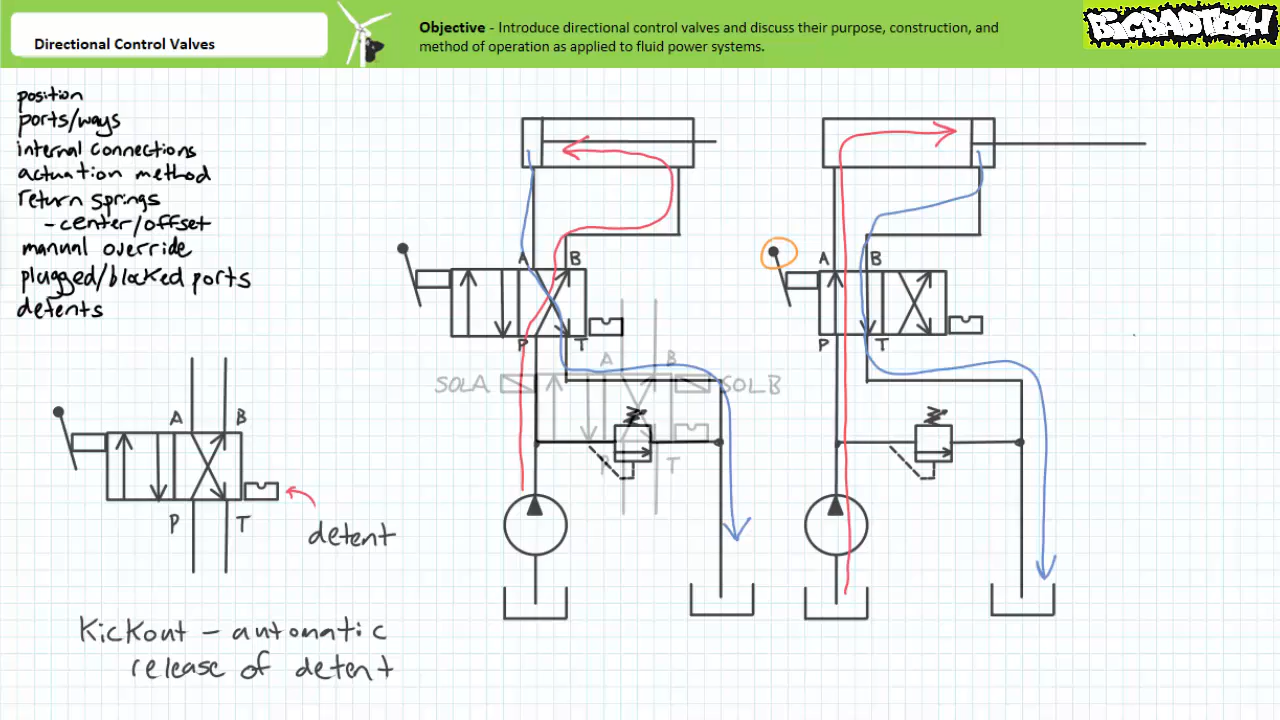 Directional Control Valves
Objective - Introduce directional control valves and discuss their purpose, construction, and
method of operation as applied to fluid power systems.
BIGBADTECH
position
ports/ways
internal connections
actuation method
return springs
- center/offset
manual override
plugged/blocked ports
detents
A B
P T
detent
Kickout - automatic
release of detent
A B
P T
SOLA A B SOLB
P T
A B
P T